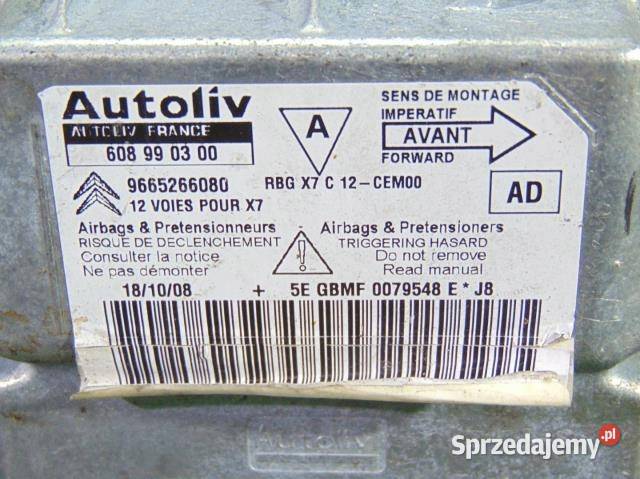 Autoliv
AUTOLIV FRANCE
608 99 03 00
A
SENS DE MONTAGE
IMPERATIF
AVANT
FORWARD
9665266080
RBG X7 C 12-CEM00
12 VOIES POUR X7
AD
Airbags & Pretensionneurs
RISQUE DE DECLENCHEMENT
Consulter la notice
Ne pas démonter
Airbags & Pretensioners
TRIGGERING HASARD
Do not remove
Read manual
18/10/08 + 5E GBMF 0079548 E * J8
Autoliv
Sprzedajemy.pl